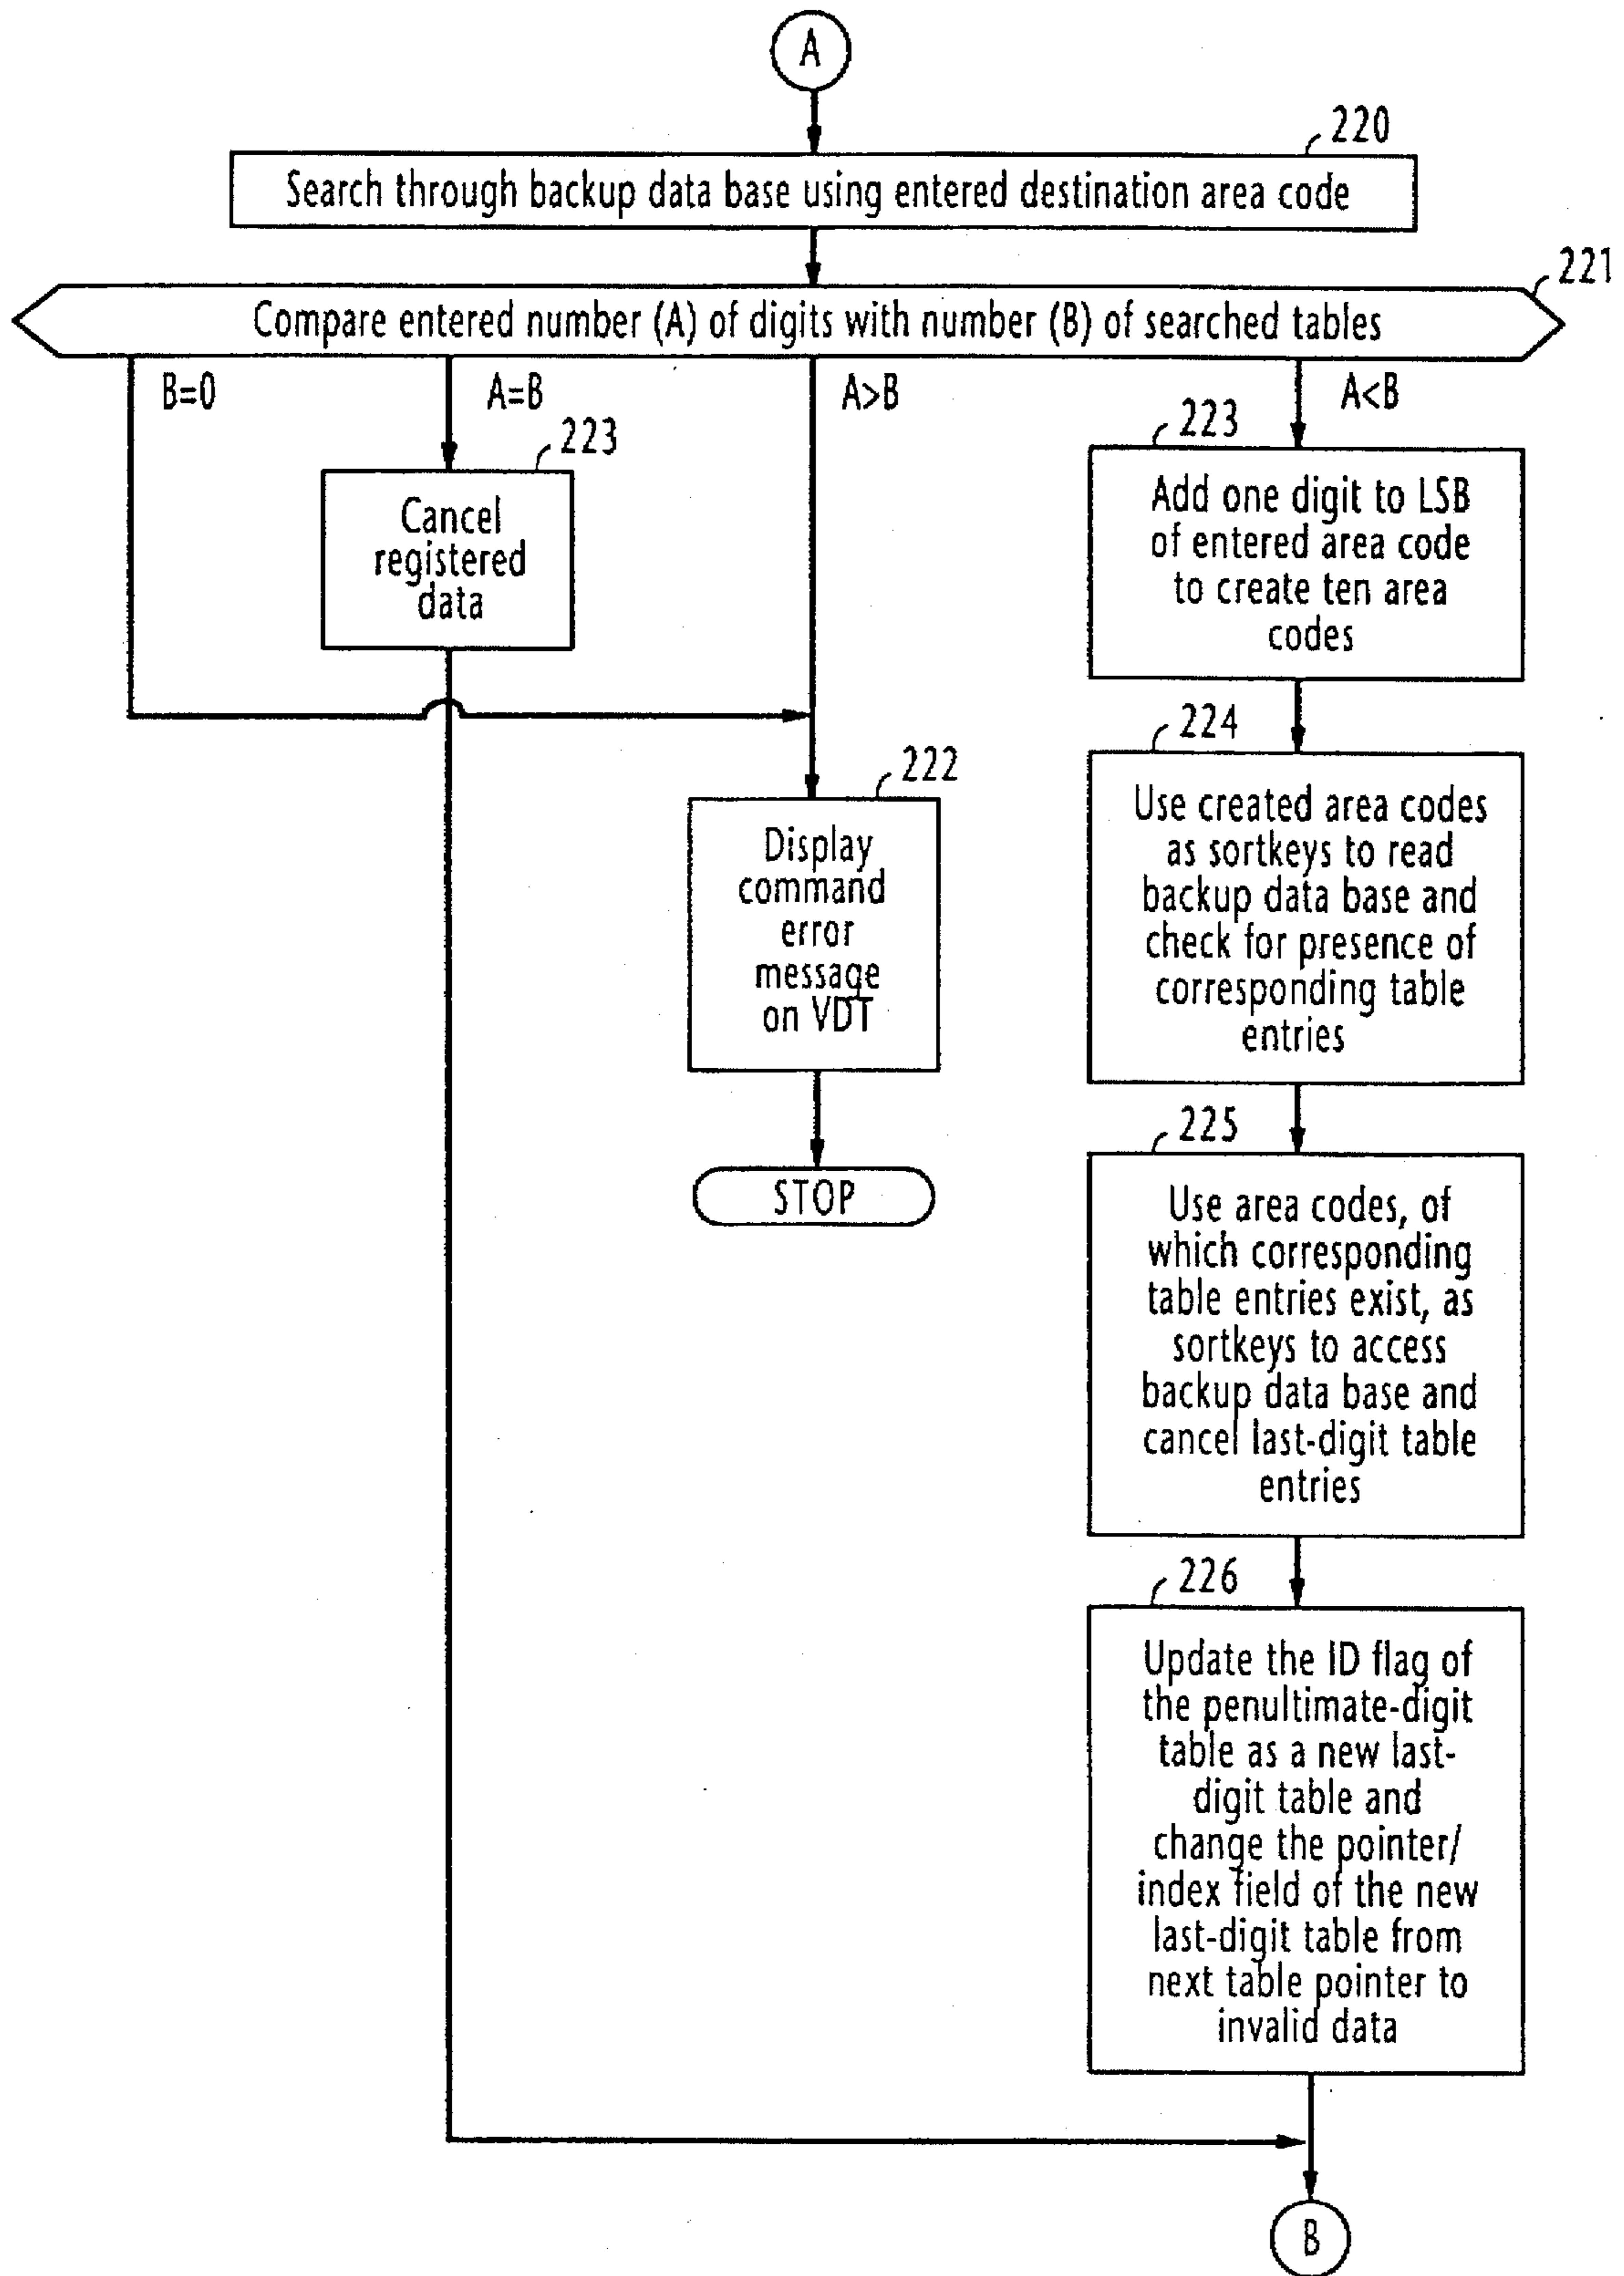 A
220
Search through backup data base using entered destination area code
221
Compare entered number (A) of digits with number (B) of searched tables
B=0
A=B
A>B
A<B
223
Cancel
registered
data
222
Display
command
error
message
on VDT
STOP
223
Add one digit to LSB
of entered area code
to create ten area
codes
224
Use created area codes
as sortkeys to read
backup data base and
check for presence of
corresponding table
entries
225
Use area codes, of
which corresponding
table entries exist, as
sortkeys to access
backup data base and
cancel last-digit table
entries
226
Update the ID flag of
the penultimate-digit
table as a new last-
digit table and
change the pointer/
index field of the new
last-digit table from
next table pointer to
invalid data
B